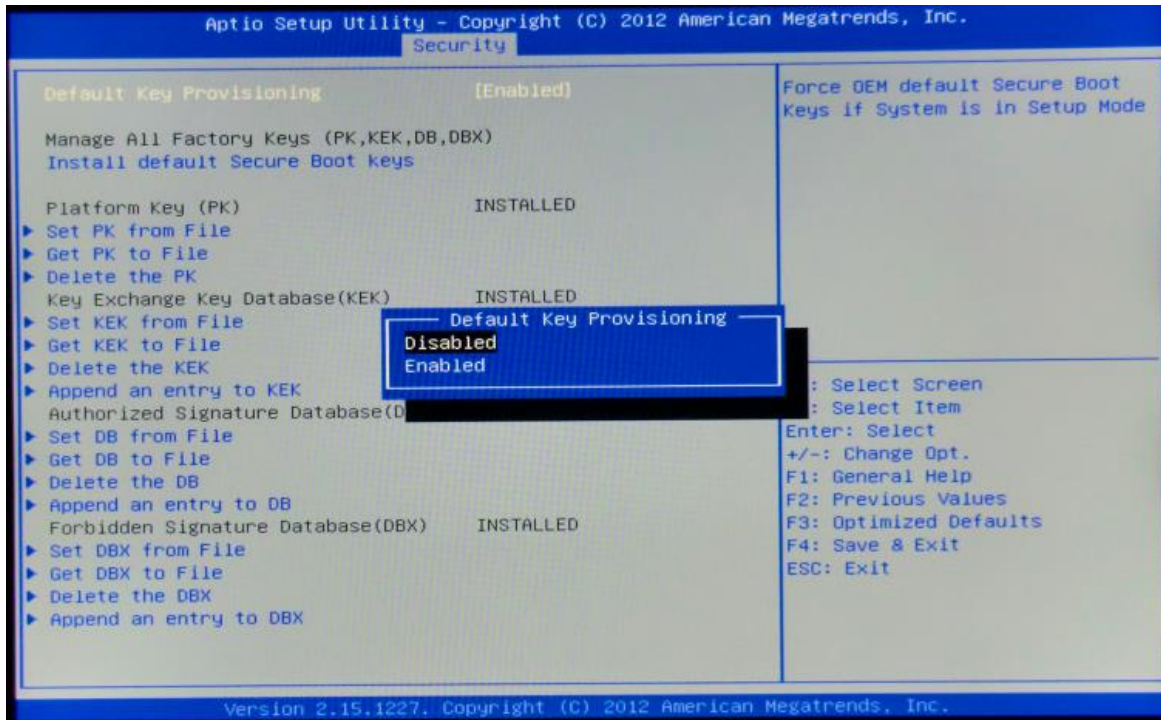 Aptio Setup Utility - Copyright (C) 2012 American Megatrends, Inc.
Security
Default Key Provisioning [Enabled]
Manage All Factory Keys (PK,KEK,DB,DBX)
Install default Secure Boot keys
Platform Key (PK) INSTALLED
Set PK from File
Get PK to File
Delete the PK
Key Exchange Key Database(KEK) INSTALLED
Set KEK from File
Get KEK to File
Delete the KEK
Append an entry to KEK
Authorized Signature Database(D
Set DB from File
Get DB to File
Delete the DB
Append an entry to DB
Forbidden Signature Database(DBX) INSTALLED
Set DBX from File
Get DBX to File
Delete the DBX
Append an entry to DBX
Default Key Provisioning
Disabled
Enabled
Force OEM default Secure Boot
Keys if System is in Setup Mode
: Select Screen
: Select Item
Enter: Select
+/-: Change Opt.
F1: General Help
F2: Previous Values
F3: Optimized Defaults
F4: Save & Exit
ESC: Exit
Version 2.15.1227. Copyright (C) 2012 American Megatrends, Inc.